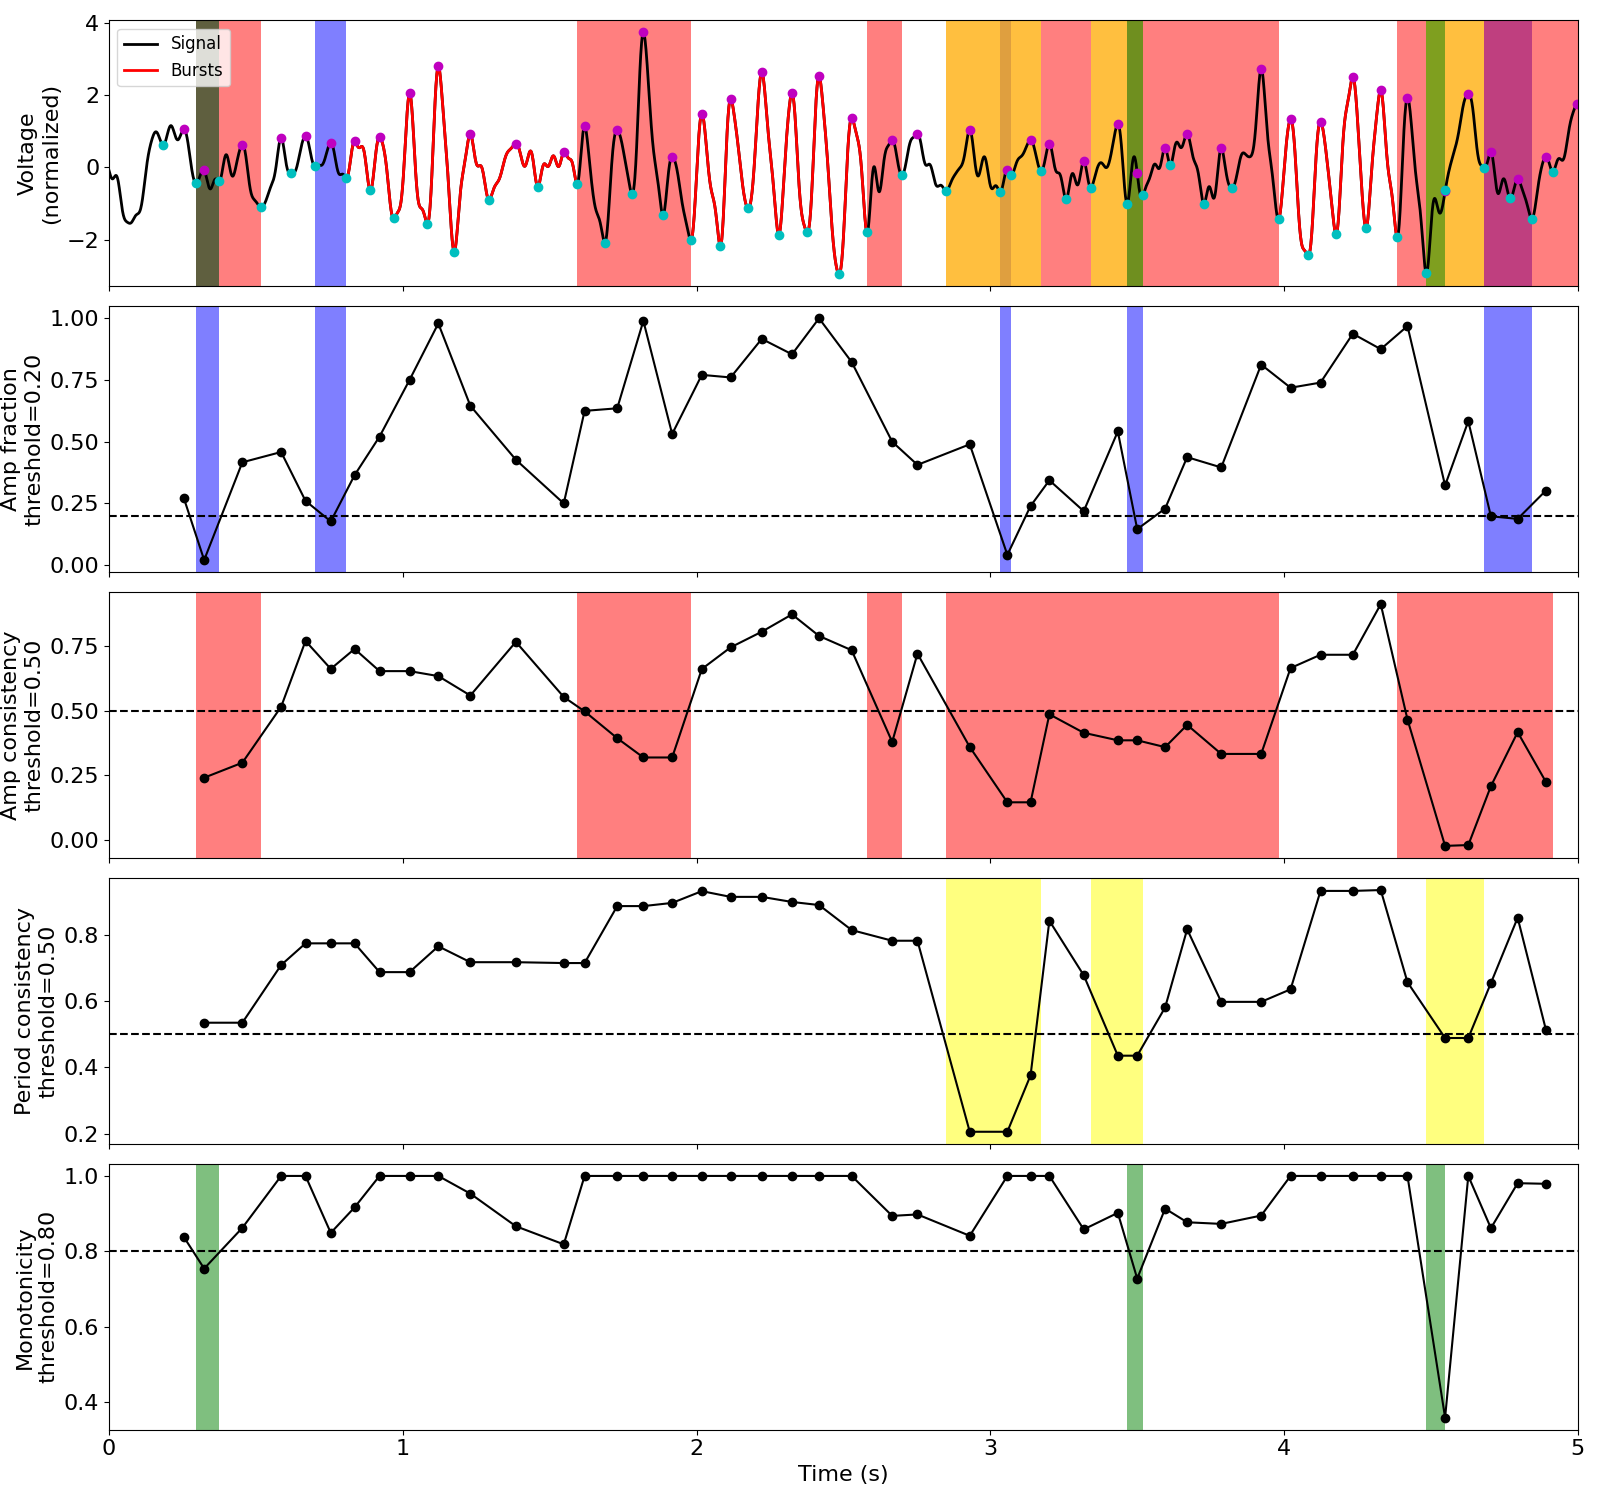 4
2
0
−2
Voltage
(normalized)
Signal
Bursts
1.00
0.75
0.50
0.25
0.00
Amp fraction
threshold=0.20
0.75
0.50
0.25
0.00
Amp consistency
threshold=0.50
0.8
0.6
0.4
0.2
Period consistency
threshold=0.50
1.0
0.8
0.6
0.4
Monotonicity
threshold=0.80
0 1 2 3 4 5
Time (s)